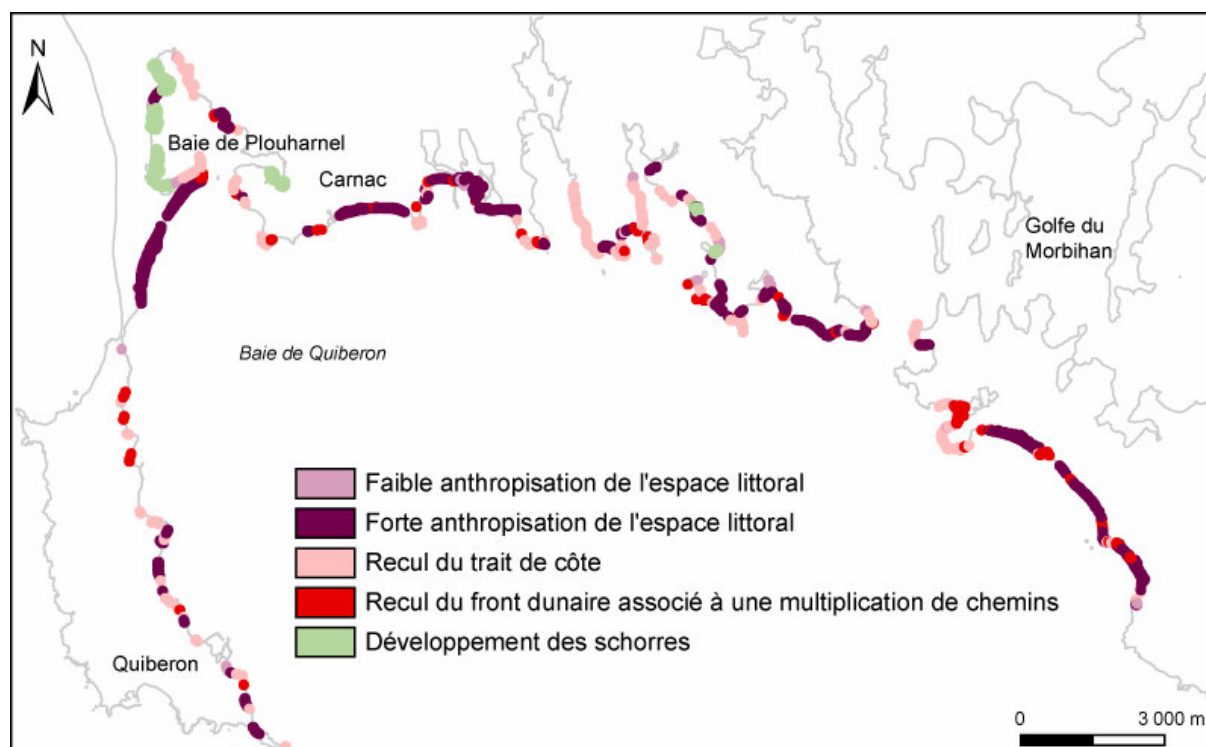 N
Baie de Plouharnel
Carnac
Golfe du
Morbihan
Baie de Quiberon
Faible anthropisation de l'espace littoral
Forte anthropisation de l'espace littoral
Recul du trait de côte
Recul du front dunaire associé à une multiplication de chemins
Développement des schorres
Quiberon
0 3 000 m